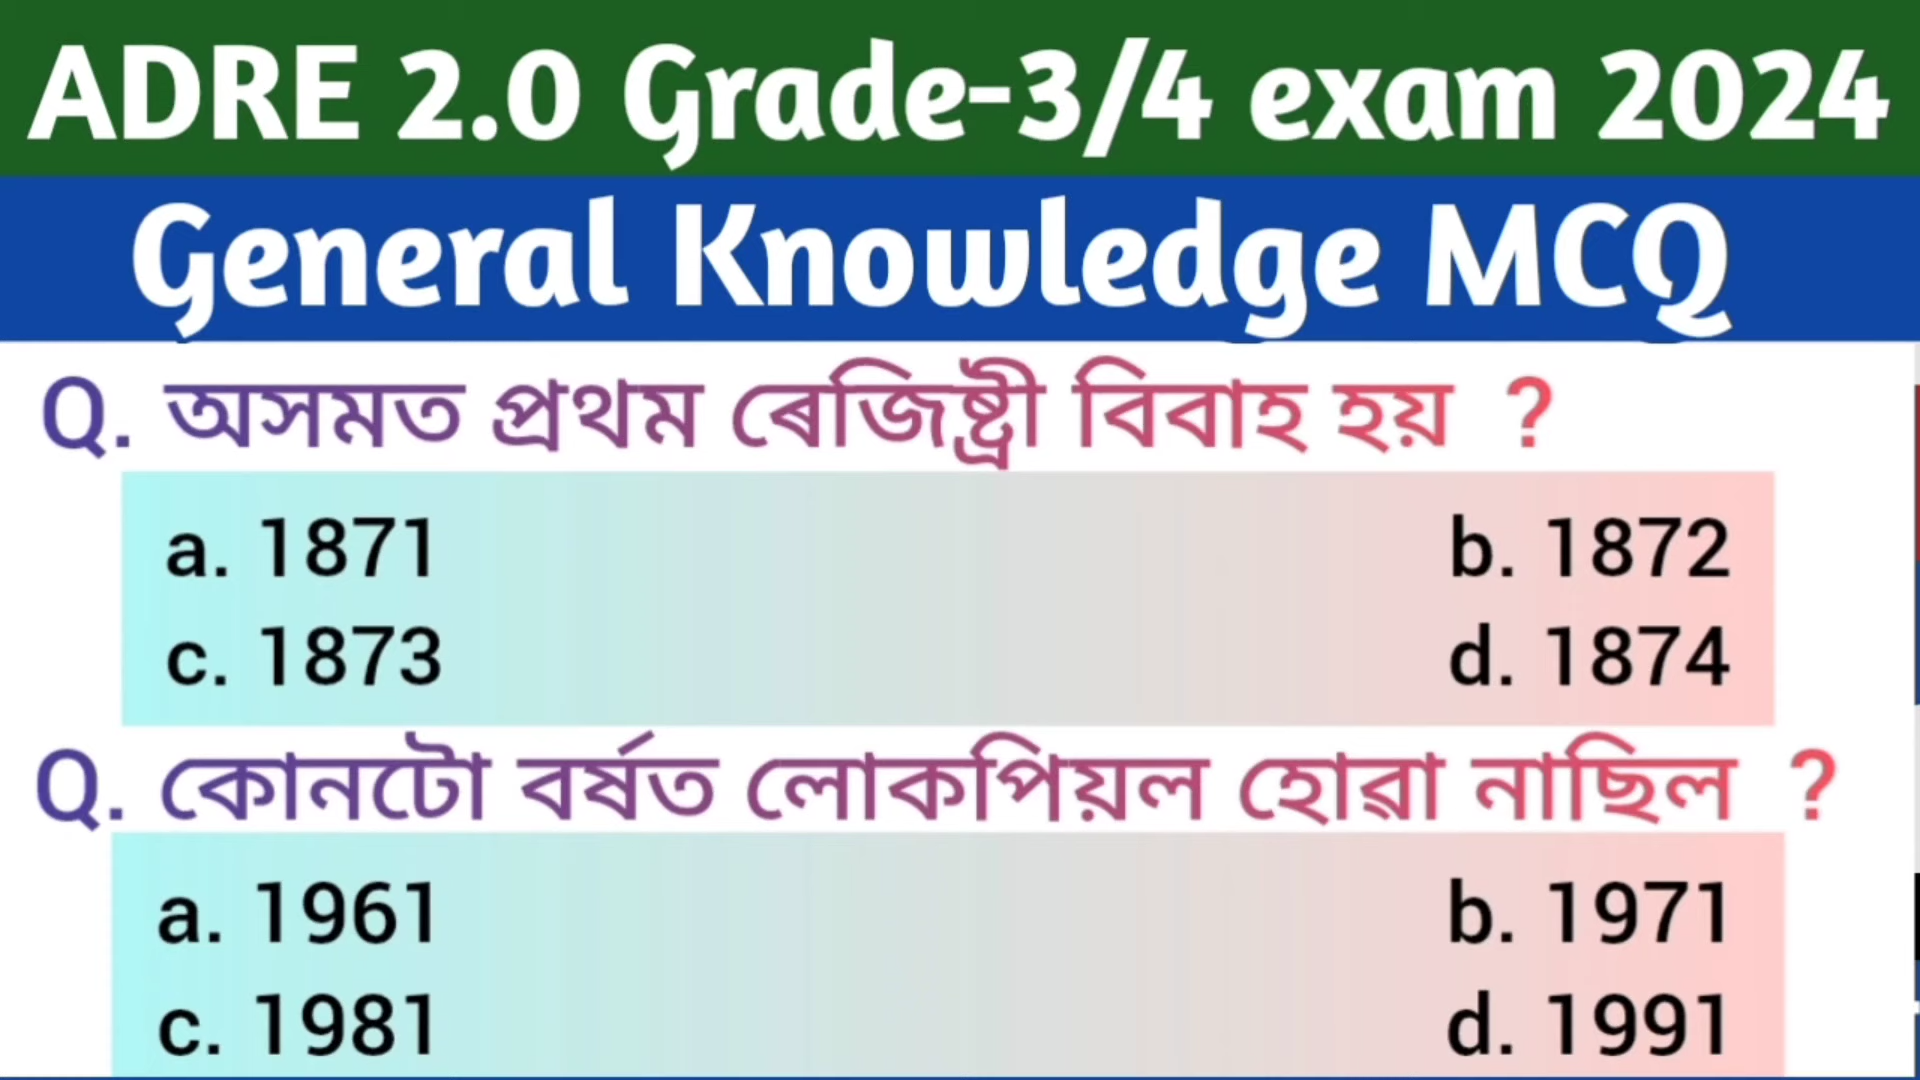 ADRE 2.0 Grade-3/4 exam 2024
General Knowledge MCQ
Q. অসমত প্ৰথম ৰেজিষ্ট্ৰী বিবাহ হয় ?
a. 1871 b. 1872
c. 1873 d. 1874
Q. কোনটো বৰ্ষত লোকপিয়ল হোৱা নাছিল ?
a. 1961 b. 1971
c. 1981 d. 1991